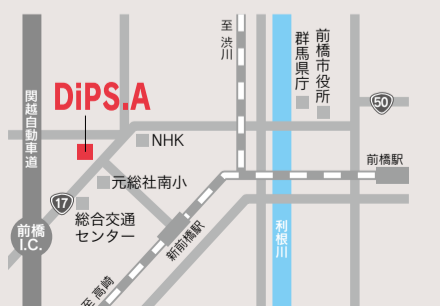 至 渋川
群馬県庁
前橋市役所
関越自動車道
DiPS.A
50
NHK
前橋駅
元総社南小
17
総合交通
センター
前橋
I.C.
新前橋駅
利根川
至 高崎